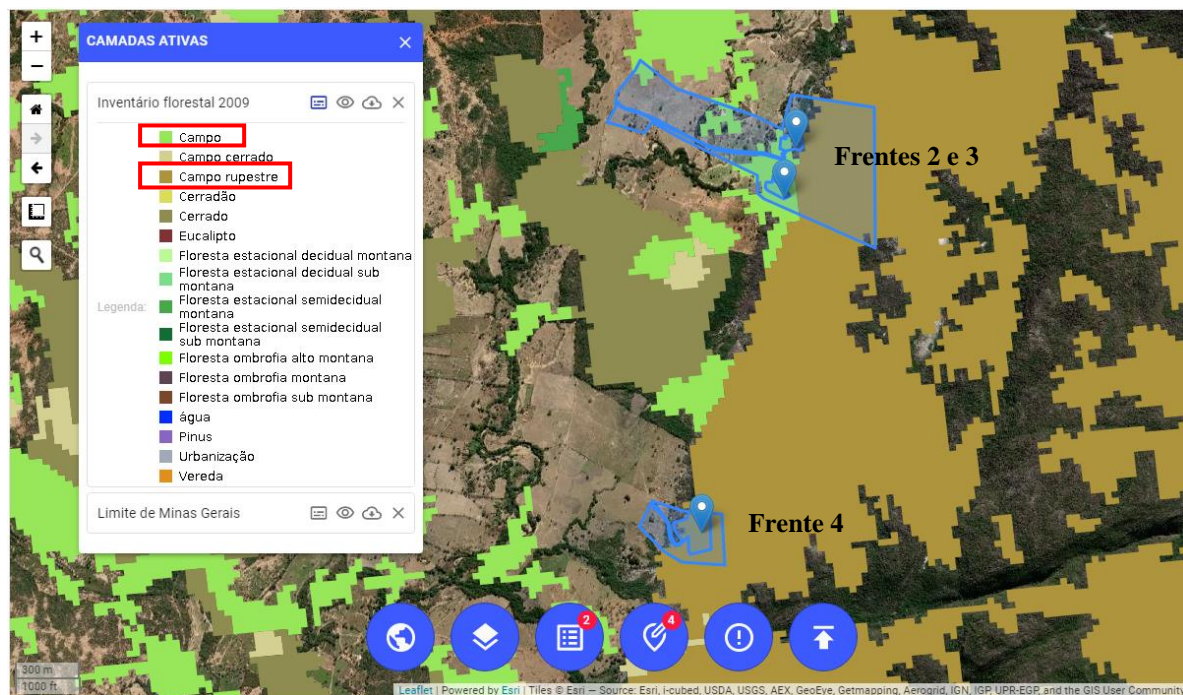 +
−
CAMADAS ATIVAS
Inventário florestal 2009
Campo
Campo cerrado
Campo rupestre
Cerradão
Cerrado
Eucalipto
Floresta estacional decidual montana
Floresta estacional decidual sub
montana
Legenda:
Floresta estacional semidecidual
montana
Floresta estacional semidecidual
sub montana
Floresta ombrofia alto montana
Floresta ombrofia montana
Floresta ombrofia sub montana
água
Pinus
Urbanização
Vereda
Limite de Minas Gerais
Frentes 2 e 3
Frente 4
2
4
300 m
1000 ft
Leaflet | Powered by Esri | Tiles © Esri — Source: Esri, i-cubed, USDA, USGS, AEX, GeoEye, Getmapping, Aerogrid, IGN, IGP, UPR-EGP, and the GIS User Community